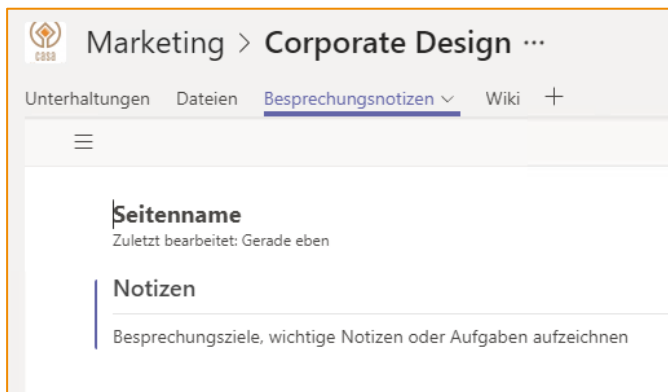 casa
Marketing > Corporate Design ...
Unterhaltungen Dateien Besprechungsnotizen Wiki +
Seitenname
Zuletzt bearbeitet: Gerade eben
Notizen
Besprechungsziele, wichtige Notizen oder Aufgaben aufzeichnen